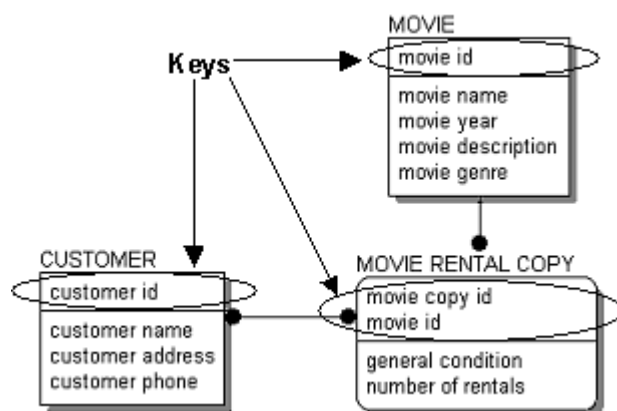 MOVIE
movie id
Keys
movie name
movie year
movie description
movie genre
CUSTOMER
customer id
customer name
customer address
customer phone
MOVIE RENTAL COPY
movie copy id
movie id
general condition
number of rentals